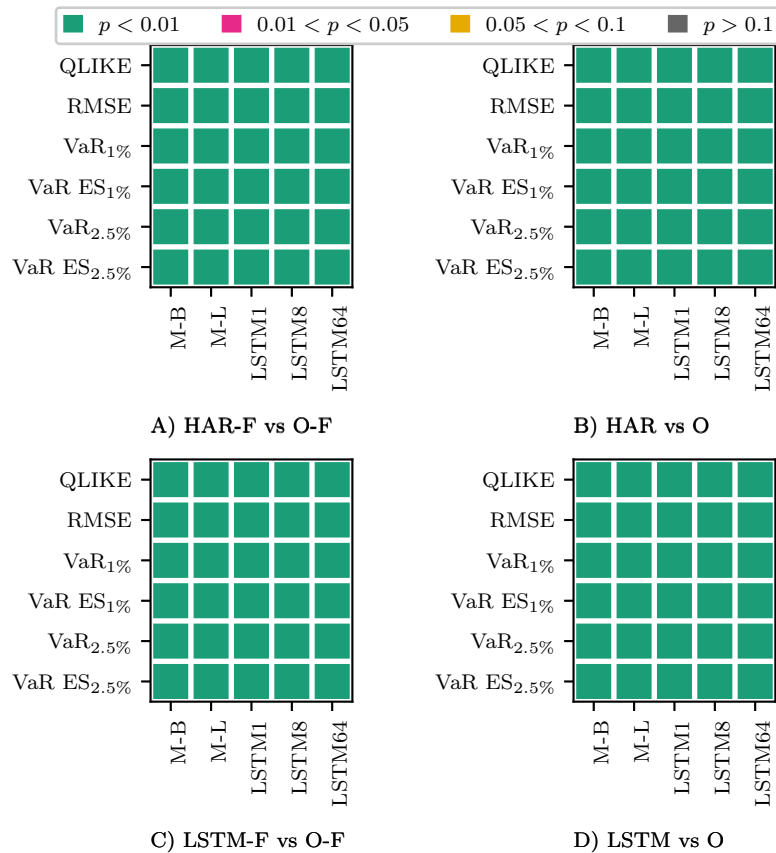 p < 0.01 0.01 < p < 0.05 0.05 < p < 0.1 p > 0.1
QLIKE
RMSE
VaR1%
VaR ES1%
VaR2.5%
VaR ES2.5%
M-B M-L LSTM1 LSTM8 LSTM64
A) HAR-F vs O-F
QLIKE
RMSE
VaR1%
VaR ES1%
VaR2.5%
VaR ES2.5%
M-B M-L LSTM1 LSTM8 LSTM64
B) HAR vs O
QLIKE
RMSE
VaR1%
VaR ES1%
VaR2.5%
VaR ES2.5%
M-B M-L LSTM1 LSTM8 LSTM64
C) LSTM-F vs O-F
QLIKE
RMSE
VaR1%
VaR ES1%
VaR2.5%
VaR ES2.5%
M-B M-L LSTM1 LSTM8 LSTM64
D) LSTM vs O